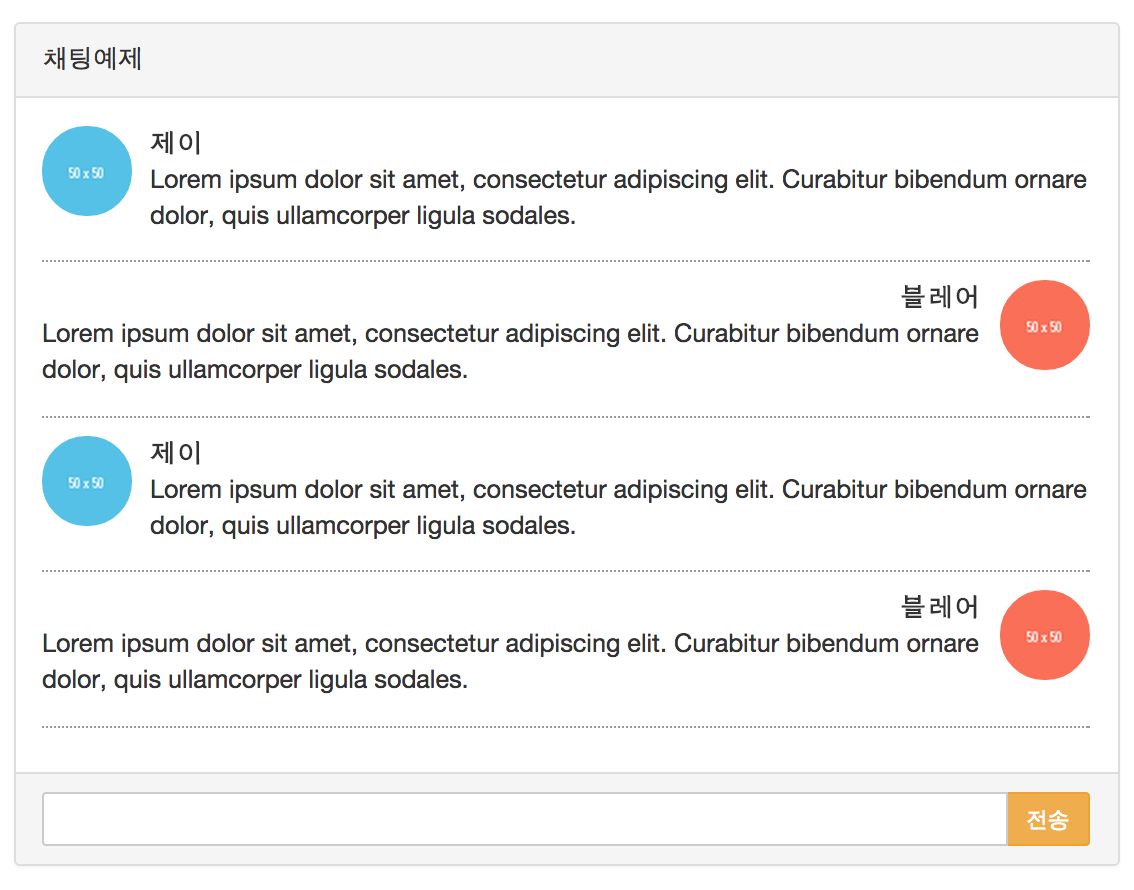 채팅예제
50 x 50
제이
Lorem ipsum dolor sit amet, consectetur adipiscing elit. Curabitur bibendum ornare
dolor, quis ullamcorper ligula sodales.
블레어
Lorem ipsum dolor sit amet, consectetur adipiscing elit. Curabitur bibendum ornare
dolor, quis ullamcorper ligula sodales.
50 x 50
50 x 50
제이
Lorem ipsum dolor sit amet, consectetur adipiscing elit. Curabitur bibendum ornare
dolor, quis ullamcorper ligula sodales.
블레어
Lorem ipsum dolor sit amet, consectetur adipiscing elit. Curabitur bibendum ornare
dolor, quis ullamcorper ligula sodales.
50 x 50
전송